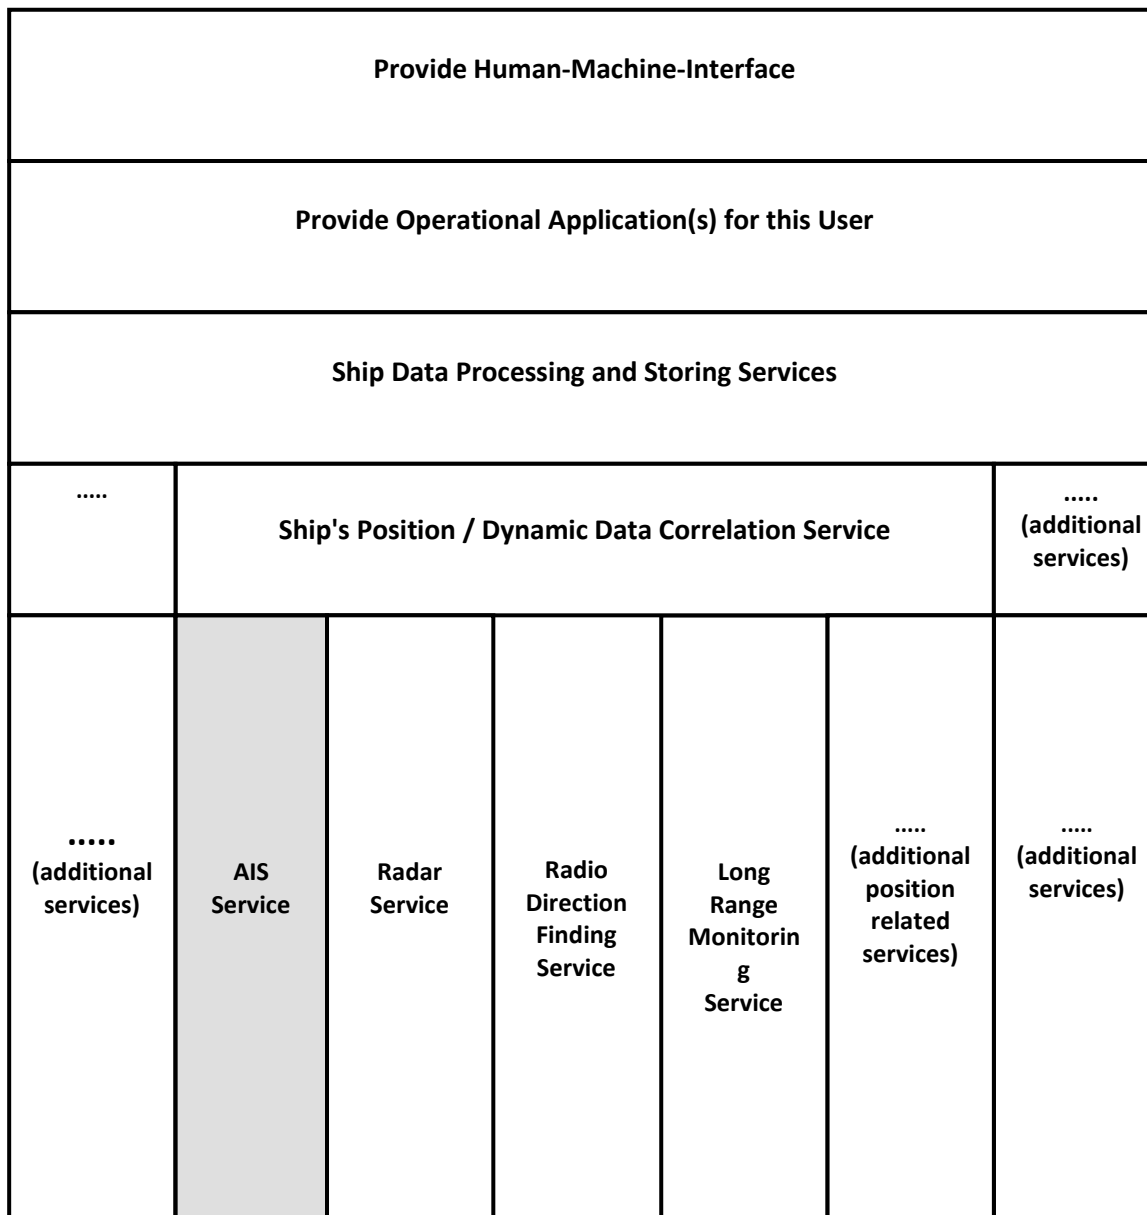 Provide Human-Machine-Interface
Provide Operational Application(s) for this User
Ship Data Processing and Storing Services
.....
Ship's Position / Dynamic Data Correlation Service
.....
(additional
services)
.....
(additional
services)
AIS
Service
Radar
Service
Radio
Direction
Finding
Service
Long
Range
Monitorin
g
Service
.....
(additional
position
related
services)
.....
(additional
services)